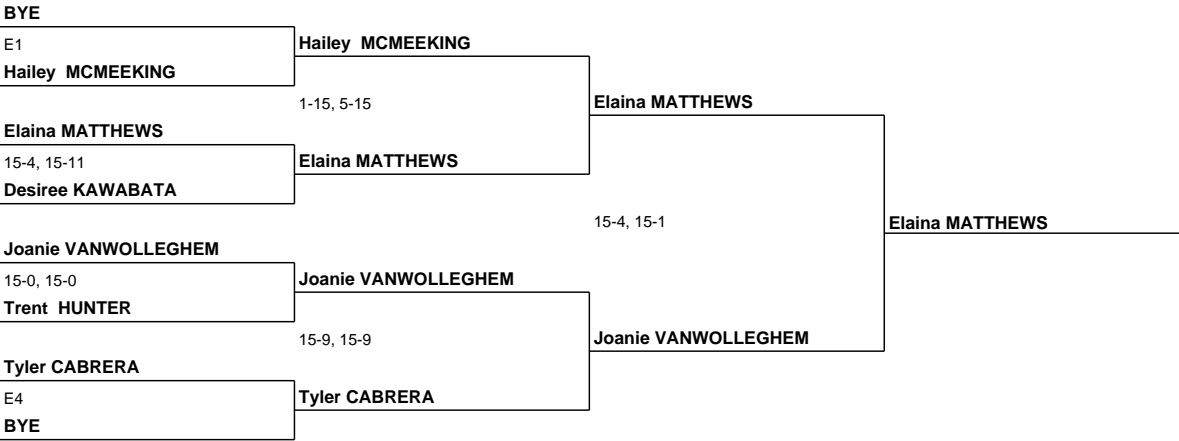 BYE
E1
Hailey  MCMEEKING
Hailey  MCMEEKING
1-15, 5-15
Elaina MATTHEWS
Elaina MATTHEWS
15-4, 15-11
Elaina MATTHEWS
Desiree KAWABATA
15-4, 15-1
Elaina MATTHEWS
Joanie VANWOLLEGHEM
15-0, 15-0
Joanie VANWOLLEGHEM
Trent  HUNTER
15-9, 15-9
Joanie VANWOLLEGHEM
Tyler CABRERA
E4
Tyler CABRERA
BYE